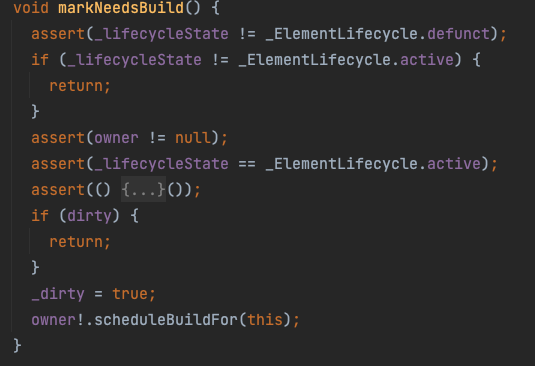 void markNeedsBuild() {
  assert(_lifecycleState != _ElementLifecycle.defunct);
  if (_lifecycleState != _ElementLifecycle.active) {
    return;
  }
  assert(owner != null);
  assert(_lifecycleState == _ElementLifecycle.active);
  assert(() {...}());
  if (dirty) {
    return;
  }
  _dirty = true;
  owner!.scheduleBuildFor(this);
}